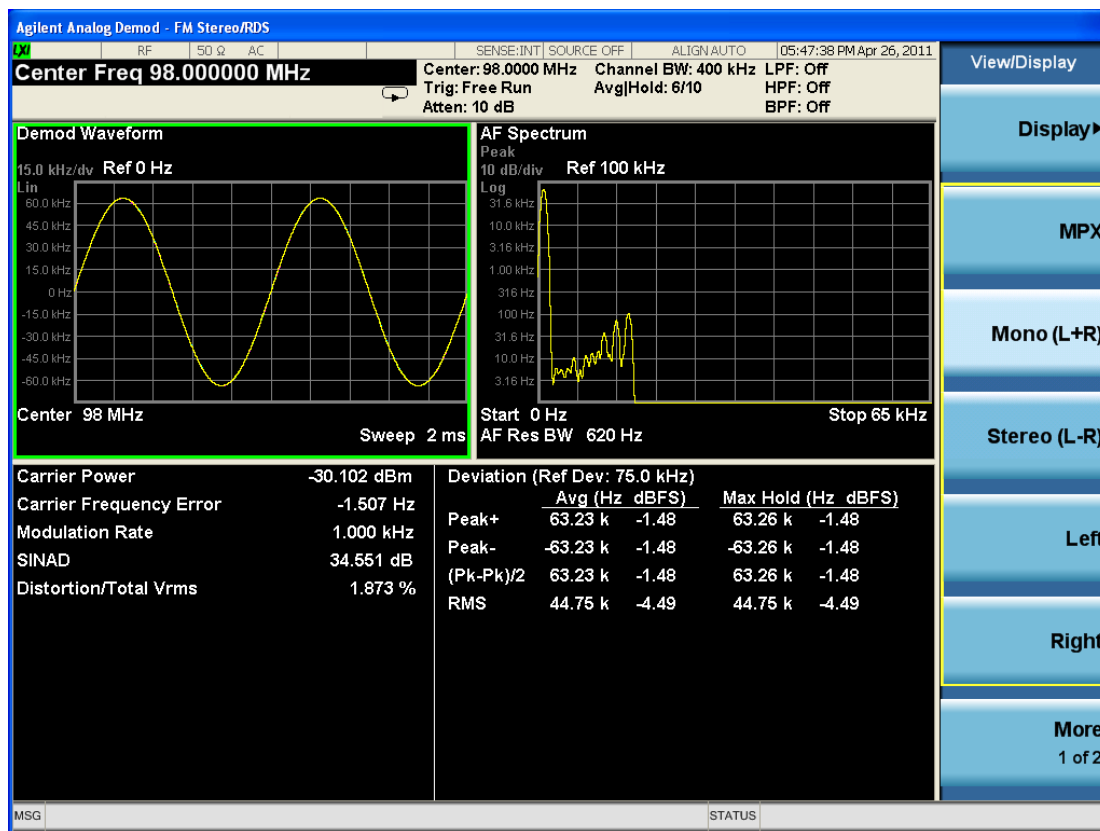 Agilent Analog Demod - FM Stereo/RDS
LXI RF 50 Ω AC SENSE:INT SOURCE OFF ALIGN AUTO 05:47:38 PM Apr 26, 2011
Center Freq 98.000000 MHz
Center: 98.0000 MHz Channel BW: 400 kHz LPF: Off
Trig: Free Run Avg|Hold: 6/10 HPF: Off
Atten: 10 dB BPF: Off
Demod Waveform
15.0 kHz/dv Ref 0 Hz
Lin
60.0 kHz
45.0 kHz
30.0 kHz
15.0 kHz
0 Hz
-15.0 kHz
-30.0 kHz
-45.0 kHz
-60.0 kHz
Center 98 MHz
Sweep 2 ms
AF Spectrum
Peak
10 dB/div Ref 100 kHz
Log
31.6 kHz
10.0 kHz
3.16 kHz
1.00 kHz
316 Hz
100 Hz
31.6 Hz
10.0 Hz
3.16 Hz
Start 0 Hz Stop 65 kHz
AF Res BW 620 Hz
Carrier Power -30.102 dBm
Carrier Frequency Error -1.507 Hz
Modulation Rate 1.000 kHz
SINAD 34.551 dB
Distortion/Total Vrms 1.873 %
Deviation (Ref Dev: 75.0 kHz)
Avg (Hz dBFS) Max Hold (Hz dBFS)
Peak+ 63.23 k -1.48 63.26 k -1.48
Peak- -63.23 k -1.48 -63.26 k -1.48
(Pk-Pk)/2 63.23 k -1.48 63.26 k -1.48
RMS 44.75 k -4.49 44.75 k -4.49
View/Display
Display
MPX
Mono (L+R)
Stereo (L-R)
Left
Right
More
1 of 2
MSG STATUS